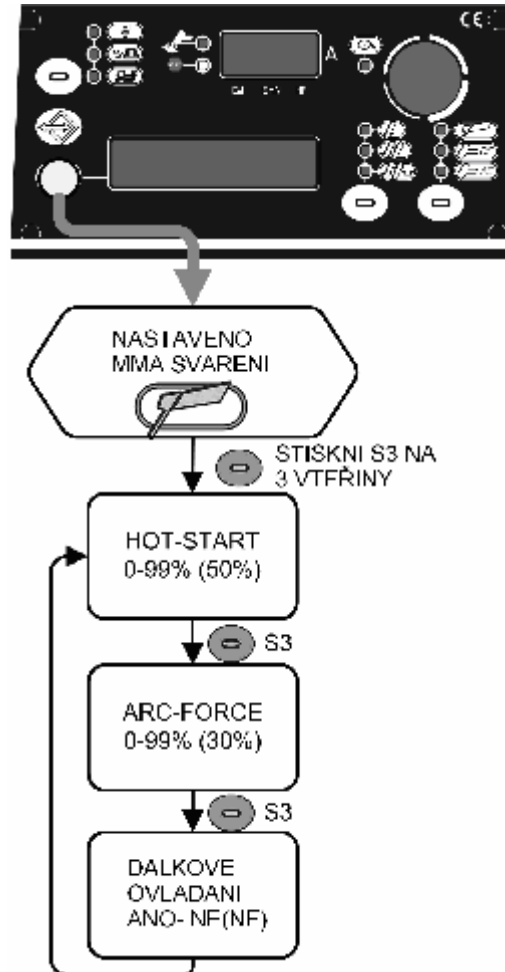 CE
A
NASTAVENO
MMA SVARENI
STISKNI S3 NA
3 VTEŘINY
HOT-START
0-99% (50%)
S3
ARC-FORCE
0-99% (30%)
S3
DALKOVE
OVLADANI
ANO- NE(NE)